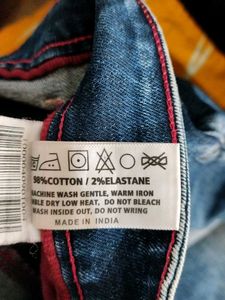 98%COTTON / 2%ELASTANE
MACHINE WASH GENTLE, WARM IRON
TUMBLE DRY LOW HEAT, DO NOT BLEACH
WASH INSIDE OUT, DO NOT WRING
MADE IN INDIA